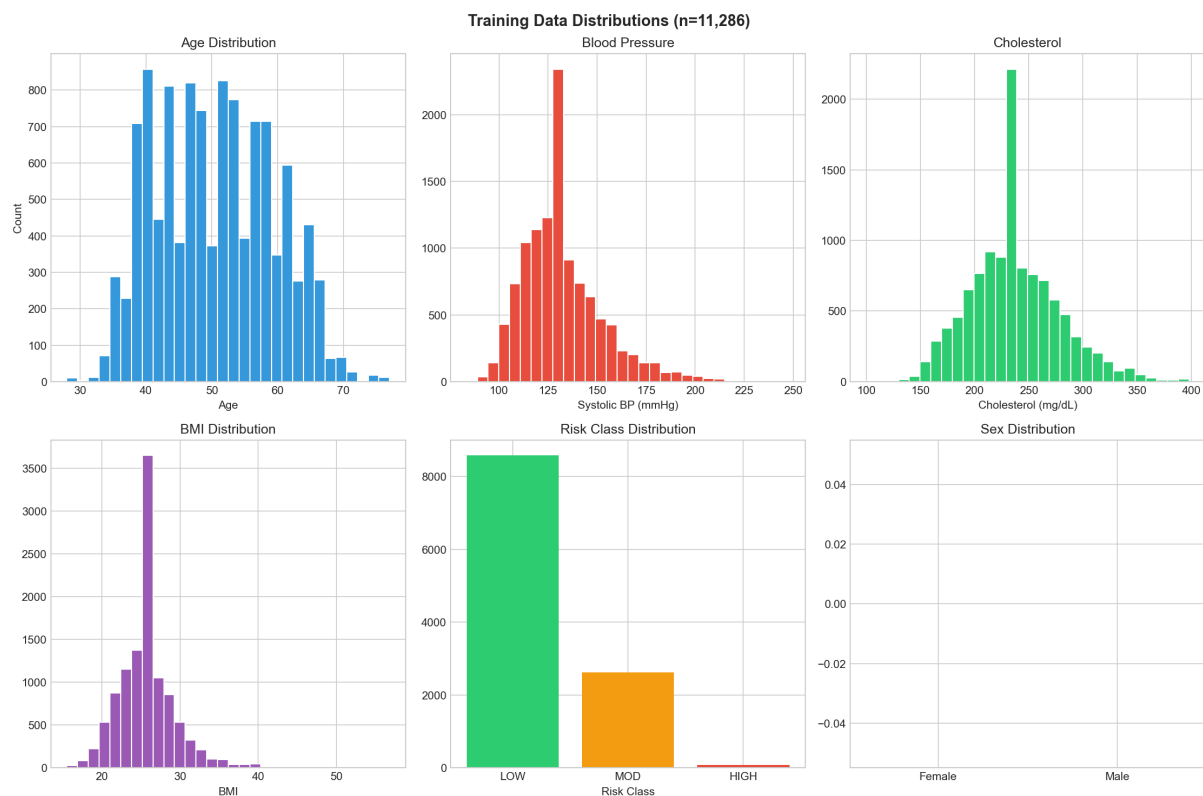 Training Data Distributions (n=11,286)
Age Distribution
800
700
600
500
400
300
200
100
0
Count
30 40 50 60 70
Age
Blood Pressure
2000
1500
1000
500
0
100 125 150 175 200 225 250
Systolic BP (mmHg)
Cholesterol
2000
1500
1000
500
0
100 150 200 250 300 350 400
Cholesterol (mg/dL)
BMI Distribution
3500
3000
2500
2000
1500
1000
500
0
20 30 40 50
BMI
Risk Class Distribution
8000
6000
4000
2000
0
LOW MOD HIGH
Risk Class
Sex Distribution
0.04
0.02
0.00
−0.02
−0.04
Female Male